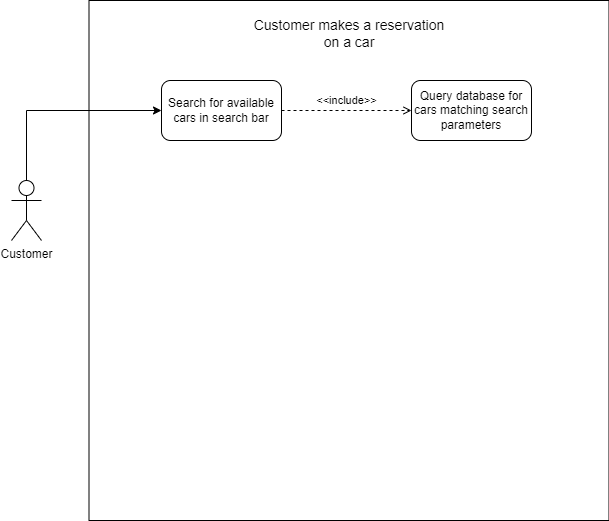 Customer makes a reservation
on a car
Search for available
cars in search bar
<<include>>
Query database for
cars matching search
parameters
Customer